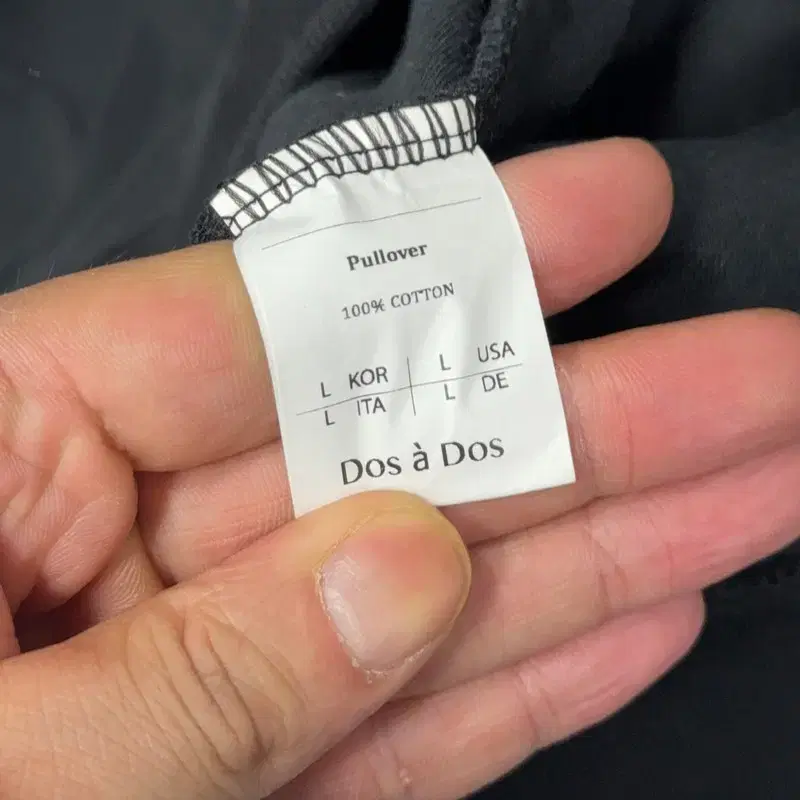 Pullover
100% COTTON
L KOR L USA
L ITA L DE
Dos à Dos